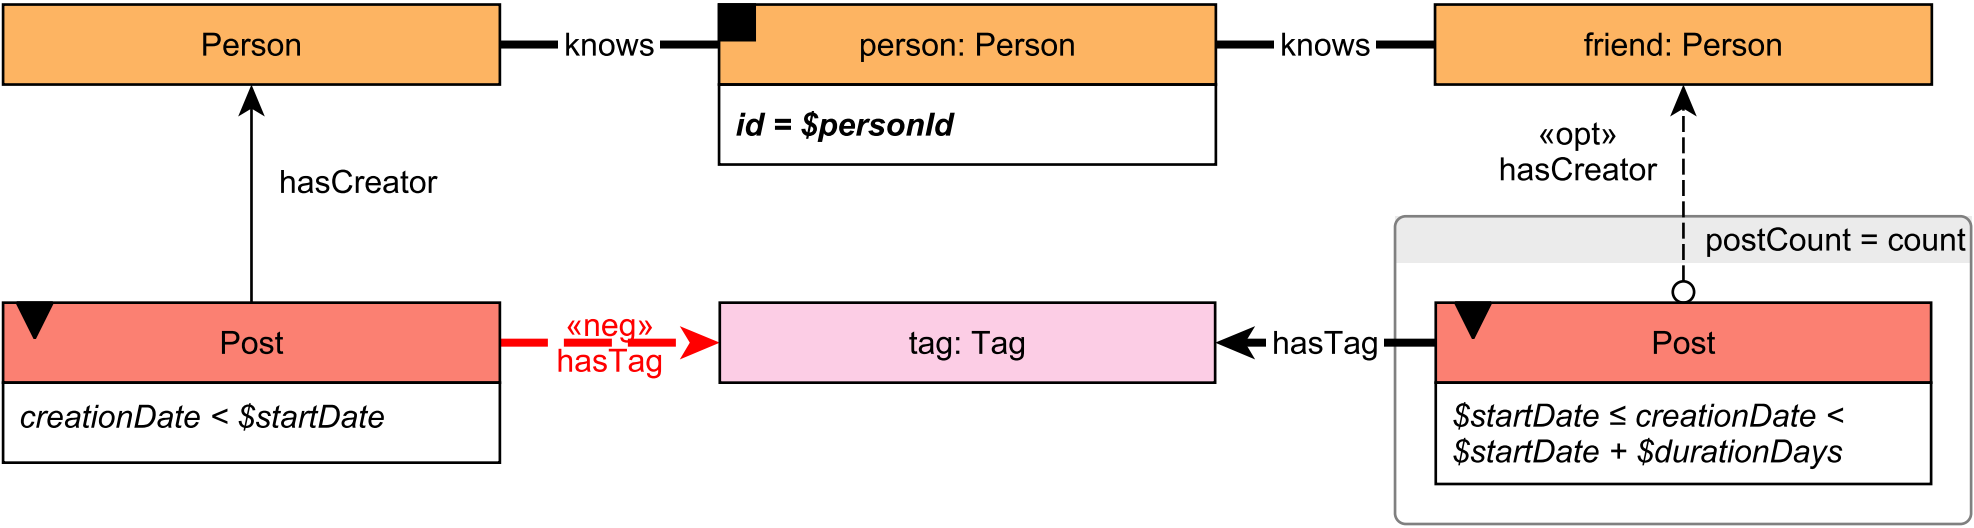 Person
knows
person: Person
knows
friend: Person
id = $personId
hasCreator
«opt»
hasCreator
postCount = count
Post
«neg»
hasTag
tag: Tag
hasTag
Post
creationDate < $startDate
$startDate ≤ creationDate <
$startDate + $durationDays